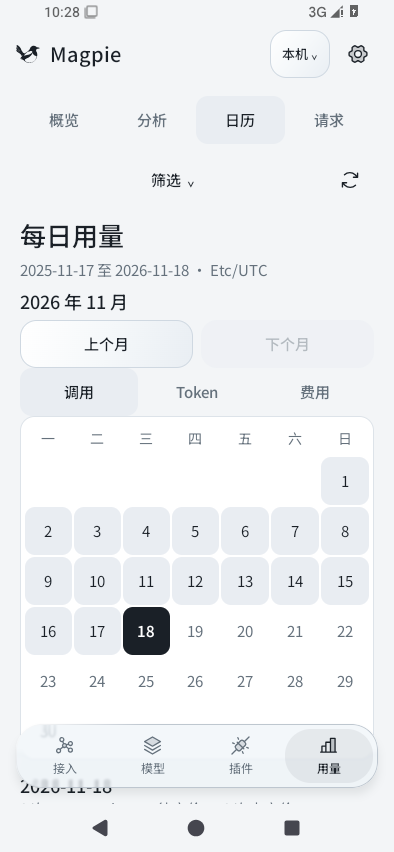 10:28 3G
Magpie
本机
概览 分析 日历 请求
筛选
每日用量
2025-11-17 至 2026-11-18 • Etc/UTC
2026 年 11 月
上个月 下个月
调用 Token 费用
一 二 三 四 五 六 日
1
2 3 4 5 6 7 8
9 10 11 12 13 14 15
16 17 18 19 20 21 22
23 24 25 26 27 28 29
30
接入 模型 插件 用量
2026-11-18